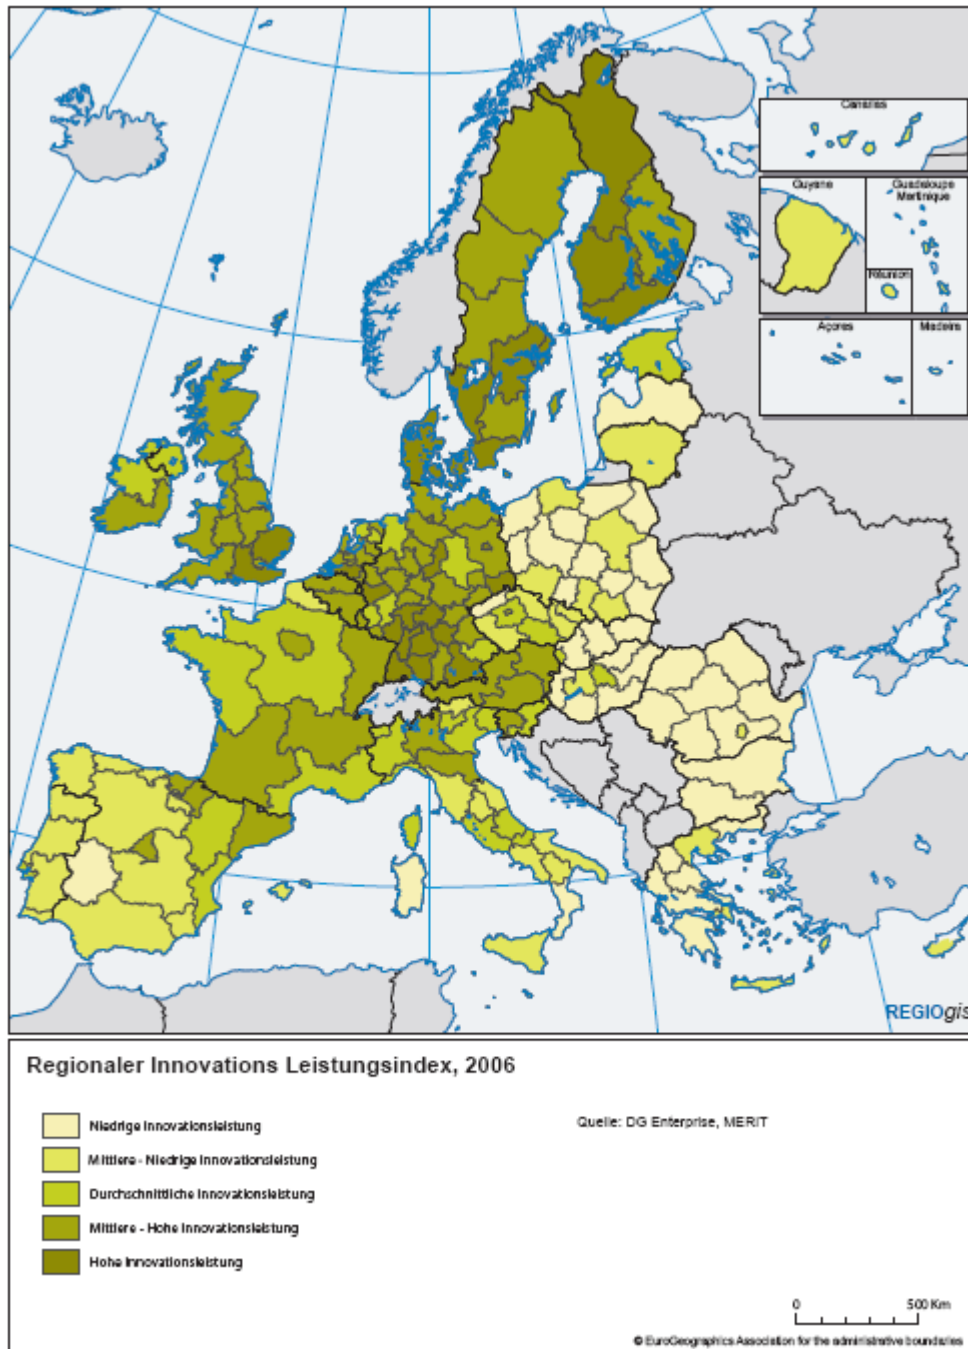 Canarias
Guyane
Guadaloupe
Martinique
Réunion
Açores
Madeira
REGIOgis
Regionaler Innovations Leistungsindex, 2006
Niedrige Innovationsleistung
Quelle: DG Enterprise, MERIT
Mittlere - Niedrige Innovationsleistung
Durchschnittliche Innovationsleistung
Mittlere - Hohe Innovationsleistung
Hohe Innovationsleistung
0 500 Km
© EuroGeographics Association for the administrative boundaries